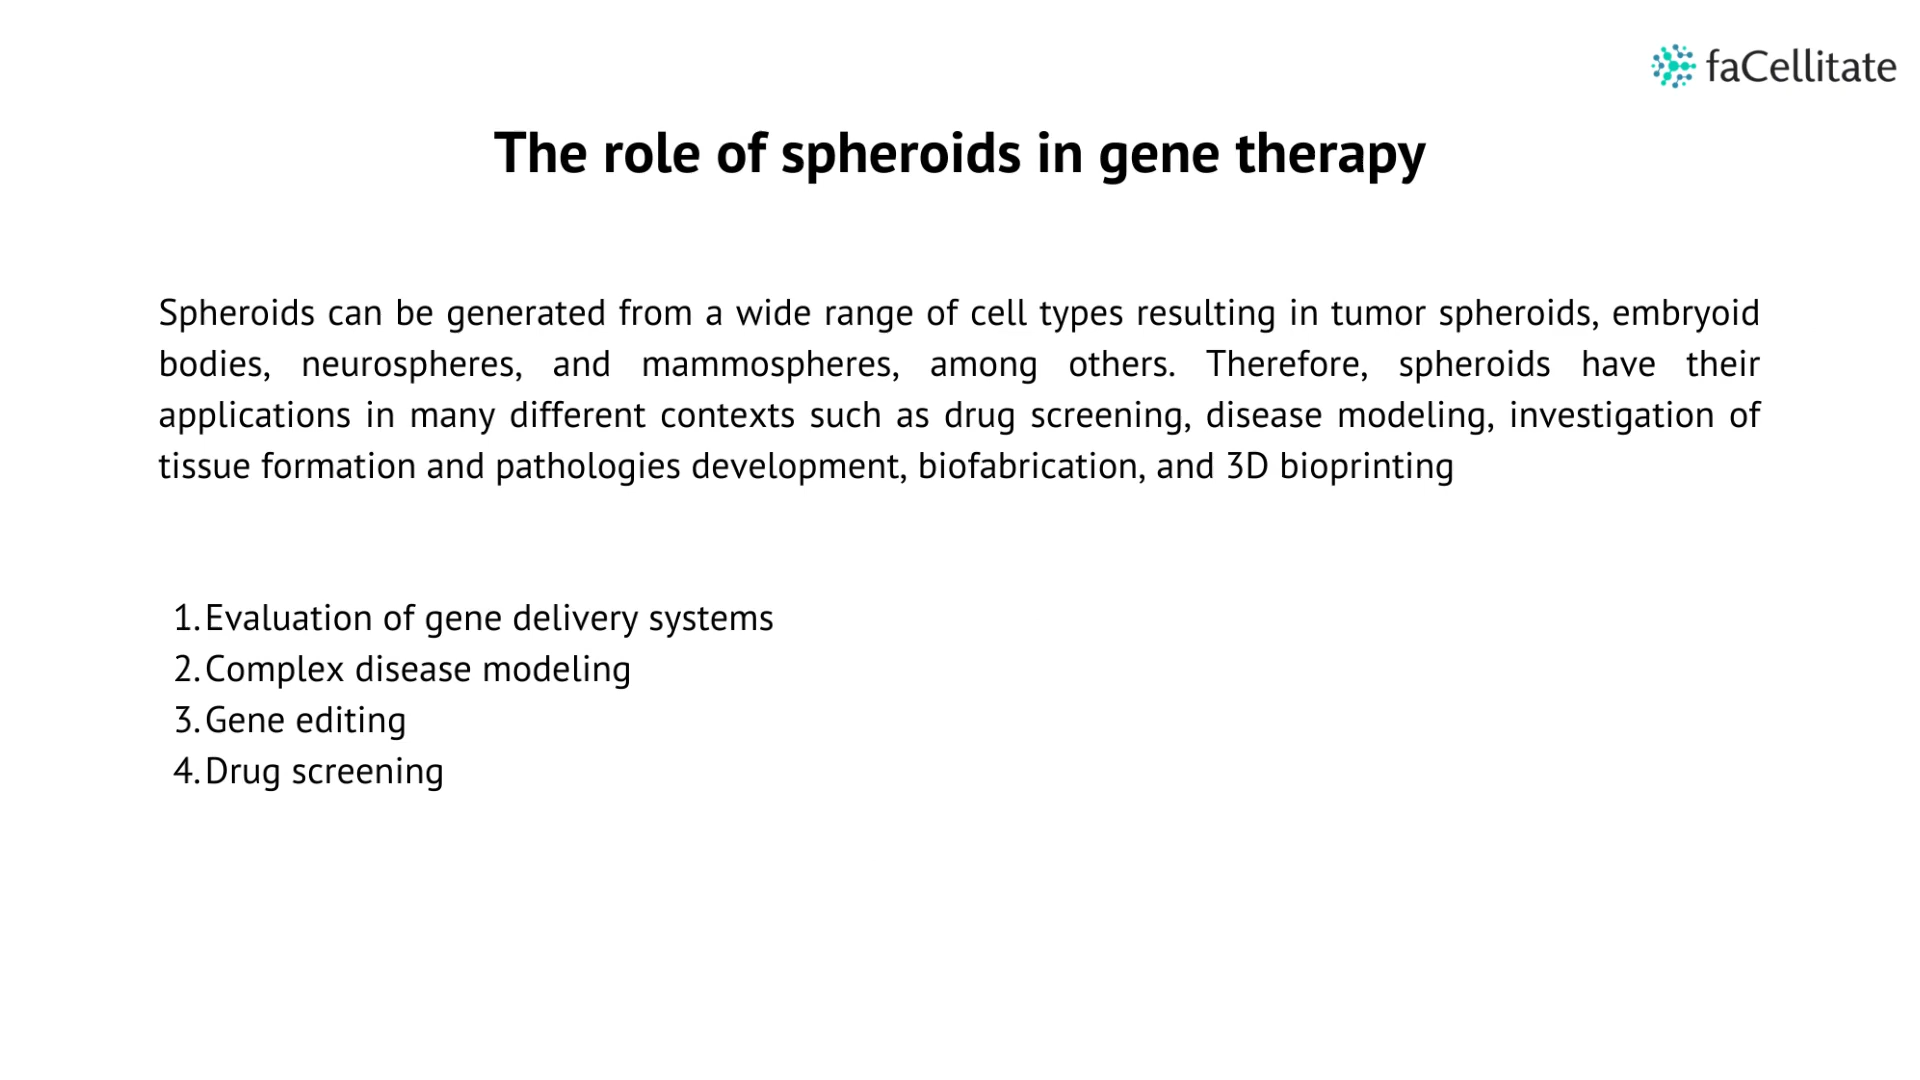 faCellitate
The role of spheroids in gene therapy
Spheroids can be generated from a wide range of cell types resulting in tumor spheroids, embryoid
bodies, neurospheres, and mammospheres, among others. Therefore, spheroids have their
applications in many different contexts such as drug screening, disease modeling, investigation of
tissue formation and pathologies development, biofabrication, and 3D bioprinting
1. Evaluation of gene delivery systems
2. Complex disease modeling
3. Gene editing
4. Drug screening